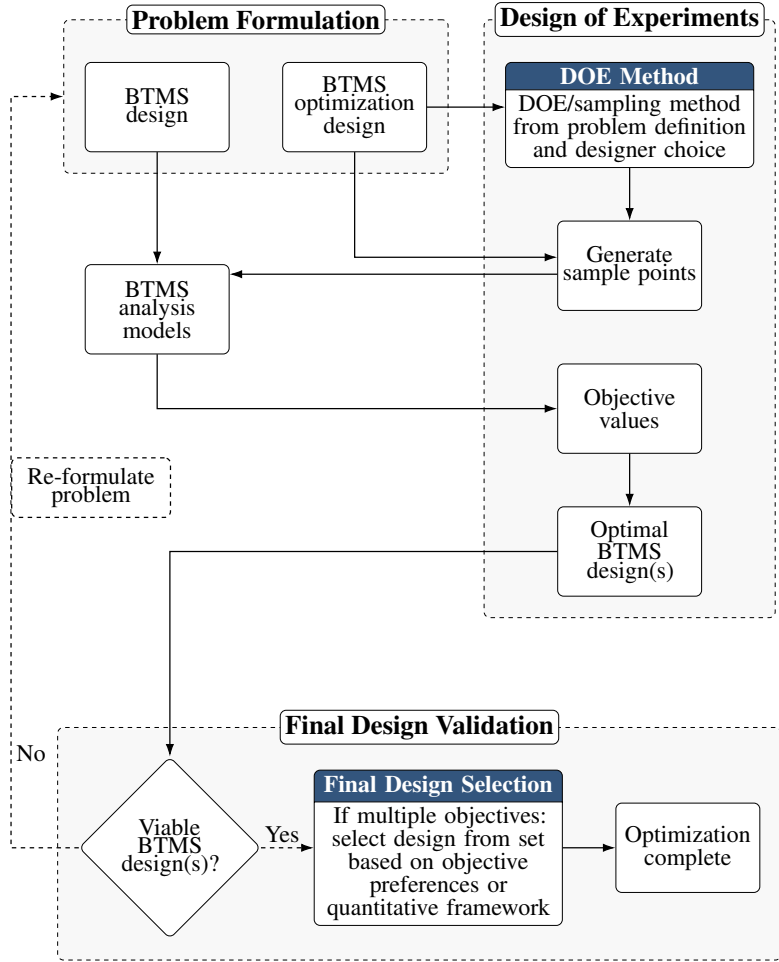 Problem Formulation
Design of Experiments
BTMS
design
BTMS
optimization
design
DOE Method
DOE/sampling method
from problem definition
and designer choice
Generate
sample points
BTMS
analysis
models
Objective
values
Re-formulate
problem
Optimal
BTMS
design(s)
Final Design Validation
No
Viable
BTMS
design(s)?
Yes
Final Design Selection
If multiple objectives:
select design from set
based on objective
preferences or
quantitative framework
Optimization
complete